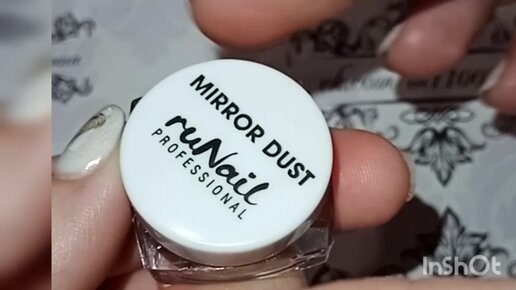 MIRROR DUST
ruNail
PROFESSIONAL
InShOt